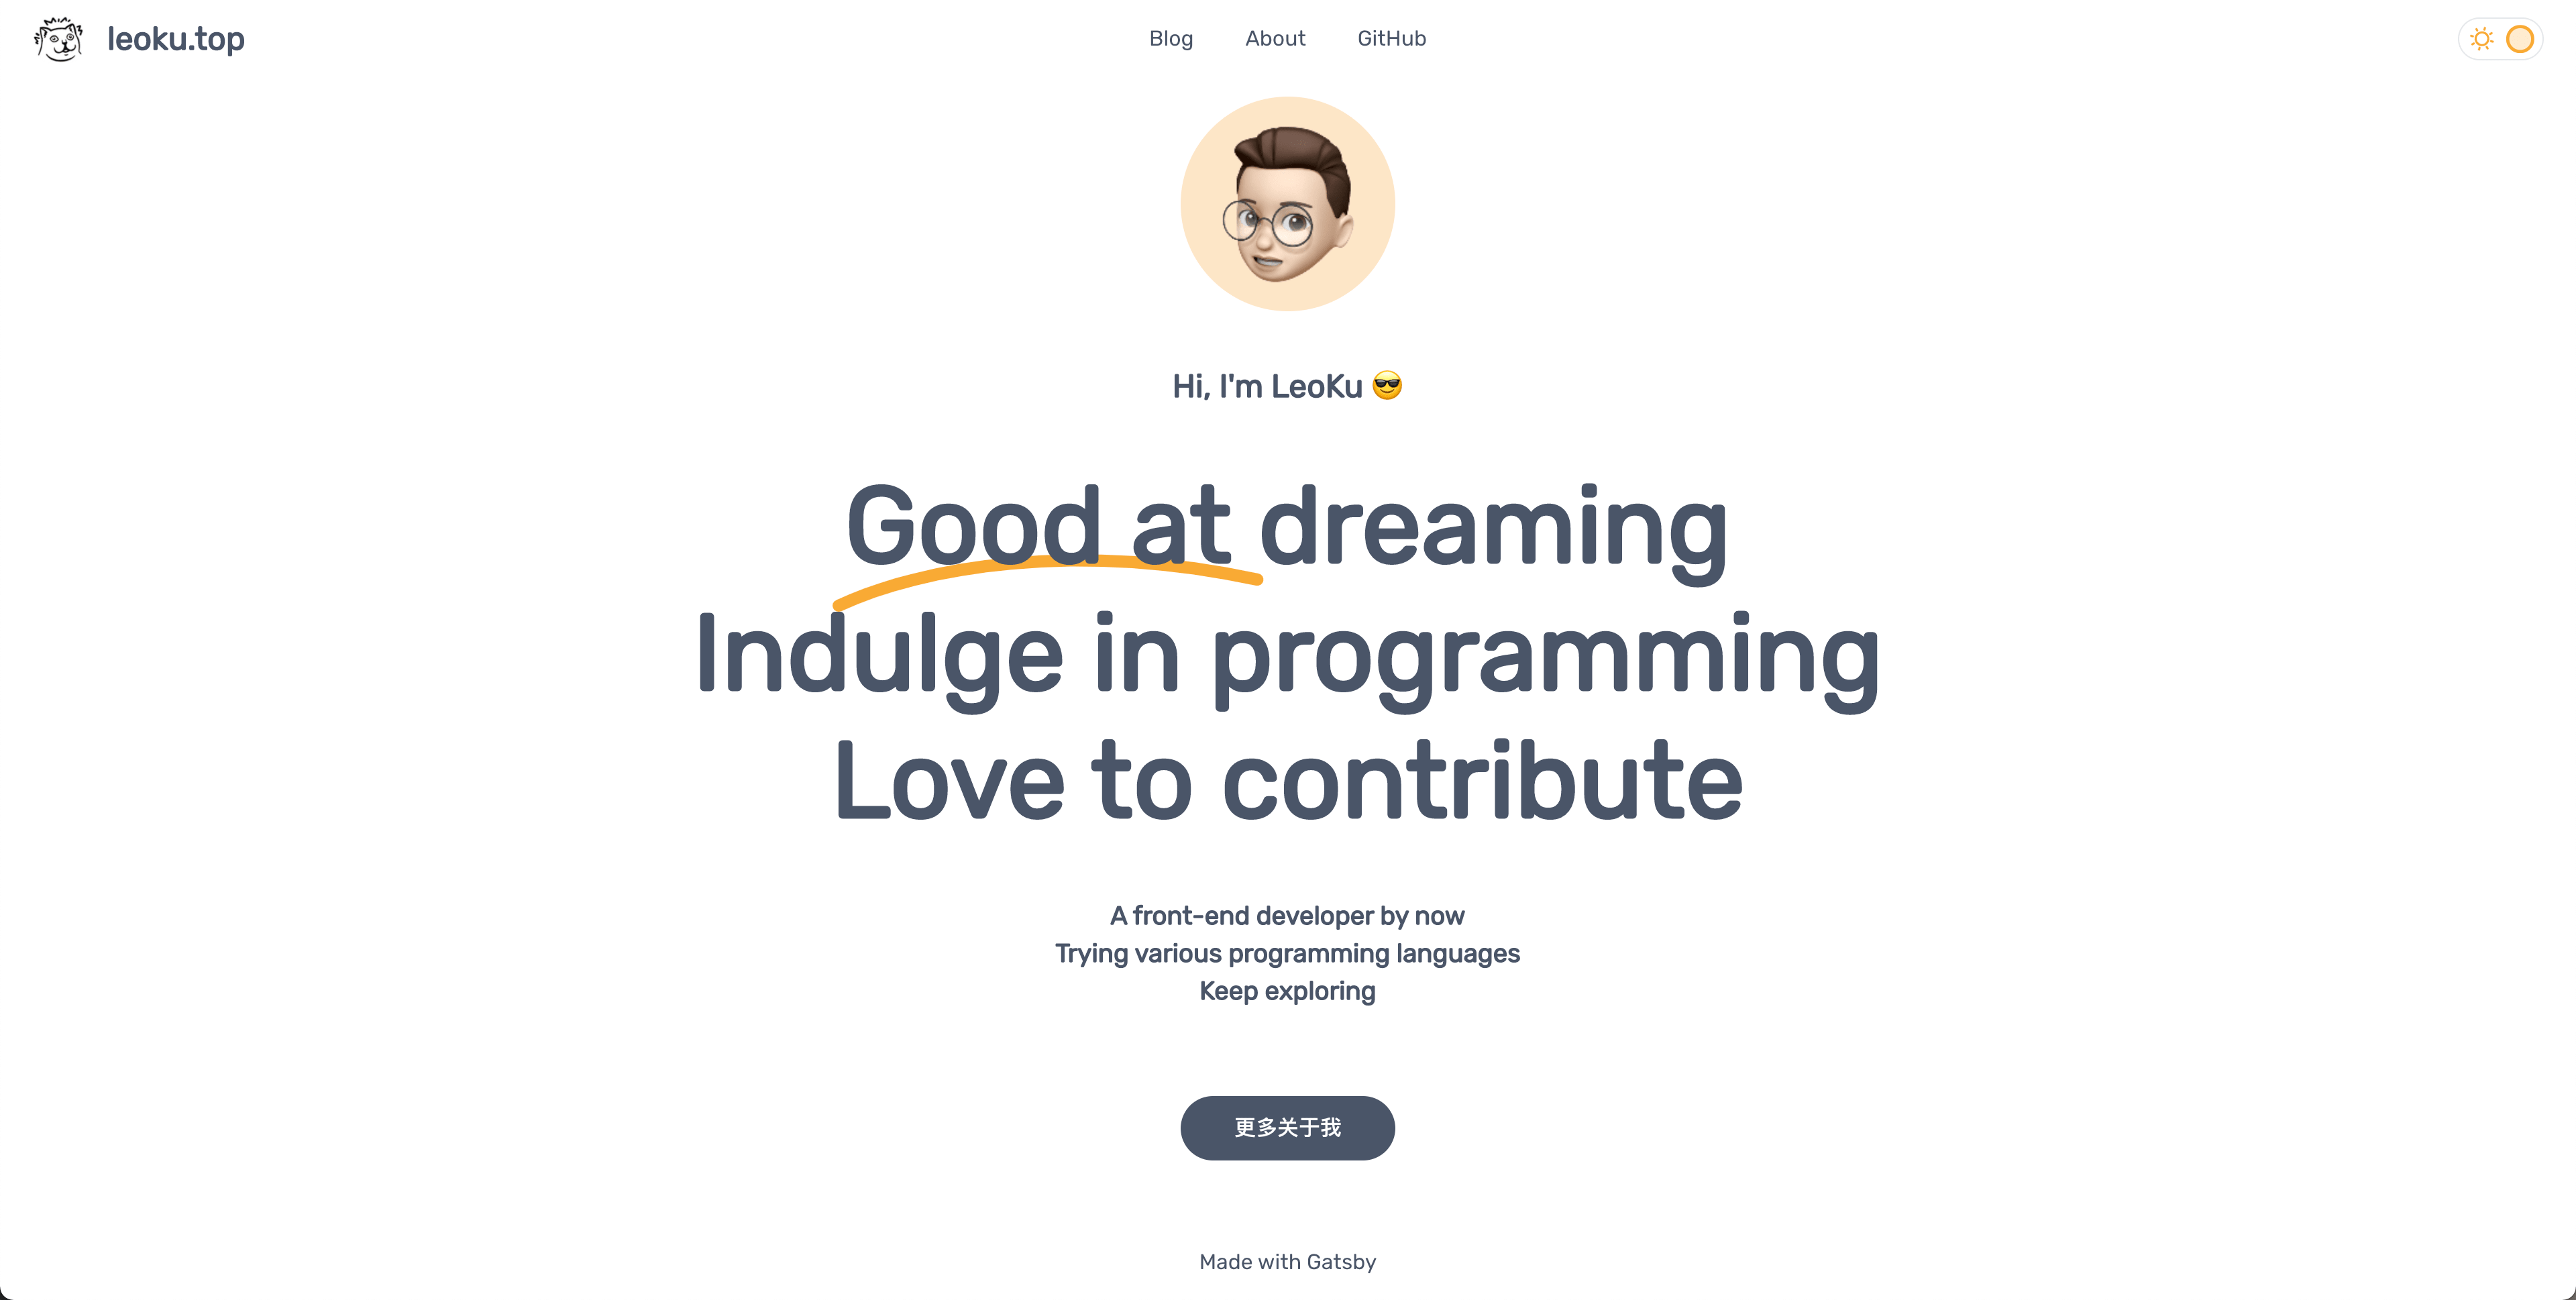 leoku.top
Blog
About
GitHub
Hi, I'm LeoKu 😎
Good at dreaming
Indulge in programming
Love to contribute
A front-end developer by now
Trying various programming languages
Keep exploring
更多关于我
Made with Gatsby